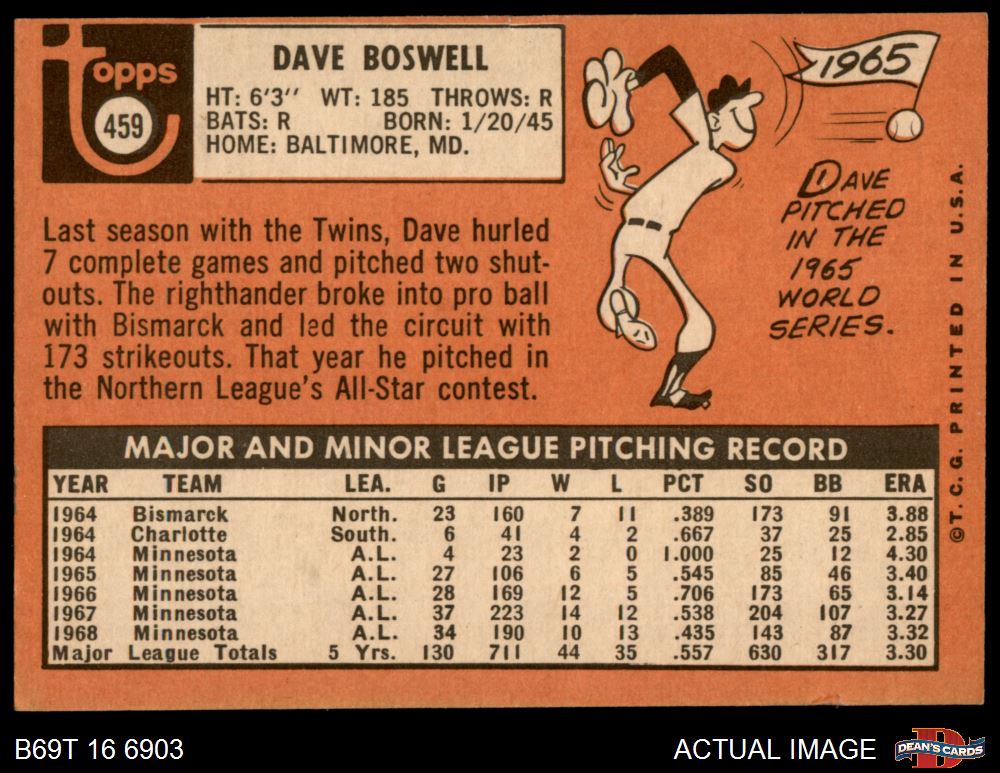 topps
459
DAVE BOSWELL
HT: 6'3" WT: 185 THROWS: R
BATS: R BORN: 1/20/45
HOME: BALTIMORE, MD.
1965
DAVE
PITCHED
IN THE
1965
WORLD
SERIES.
Last season with the Twins, Dave hurled
7 complete games and pitched two shut-
outs. The righthander broke into pro ball
with Bismarck and led the circuit with
173 strikeouts. That year he pitched in
the Northern League's All-Star contest.
MAJOR AND MINOR LEAGUE PITCHING RECORD
YEAR TEAM LEA. G IP W L PCT SO BB ERA
1964 Bismarck North. 23 160 7 11 .389 173 91 3.88
1964 Charlotte South. 6 41 4 2 .667 37 25 2.85
1964 Minnesota A.L. 4 23 2 0 1.000 25 12 4.30
1965 Minnesota A.L. 27 106 6 5 .545 85 46 3.40
1966 Minnesota A.L. 28 169 12 5 .706 173 65 3.14
1967 Minnesota A.L. 37 223 14 12 .538 204 107 3.27
1968 Minnesota A.L. 34 190 10 13 .435 143 87 3.32
Major League Totals 5 Yrs. 130 711 44 35 .557 630 317 3.30
©T.C.G. PRINTED IN U.S.A.
B69T 16 6903
ACTUAL IMAGE
DEAN'S CARDS